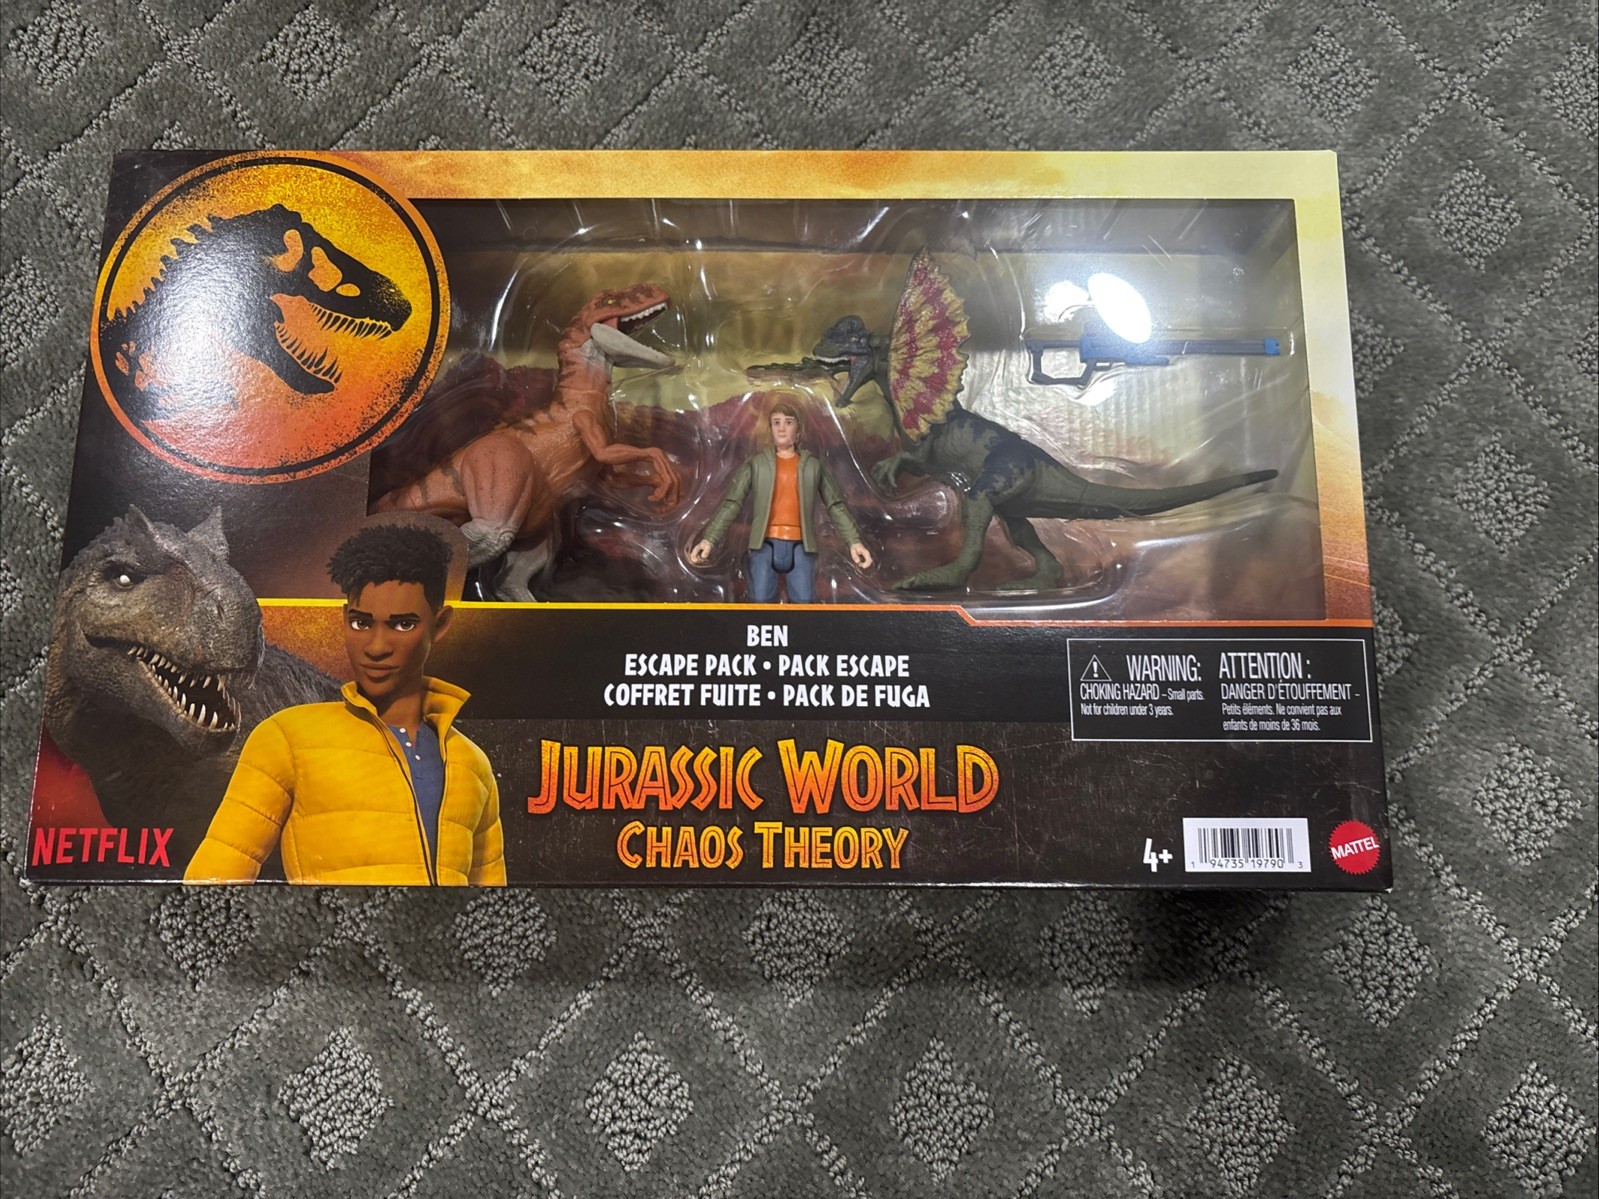 BEN
ESCAPE PACK • PACK ESCAPE
COFFRET FUITE • PACK DE FUGA
WARNING:
CHOKING HAZARD – Small parts.
Not for children under 3 years.
ATTENTION :
DANGER D'ÉTOUFFEMENT –
Petits éléments. Ne convient pas aux
enfants de moins de 36 mois.
JURASSIC WORLD
CHAOS THEORY
NETFLIX
4+
1 94735 19790 3
MATTEL